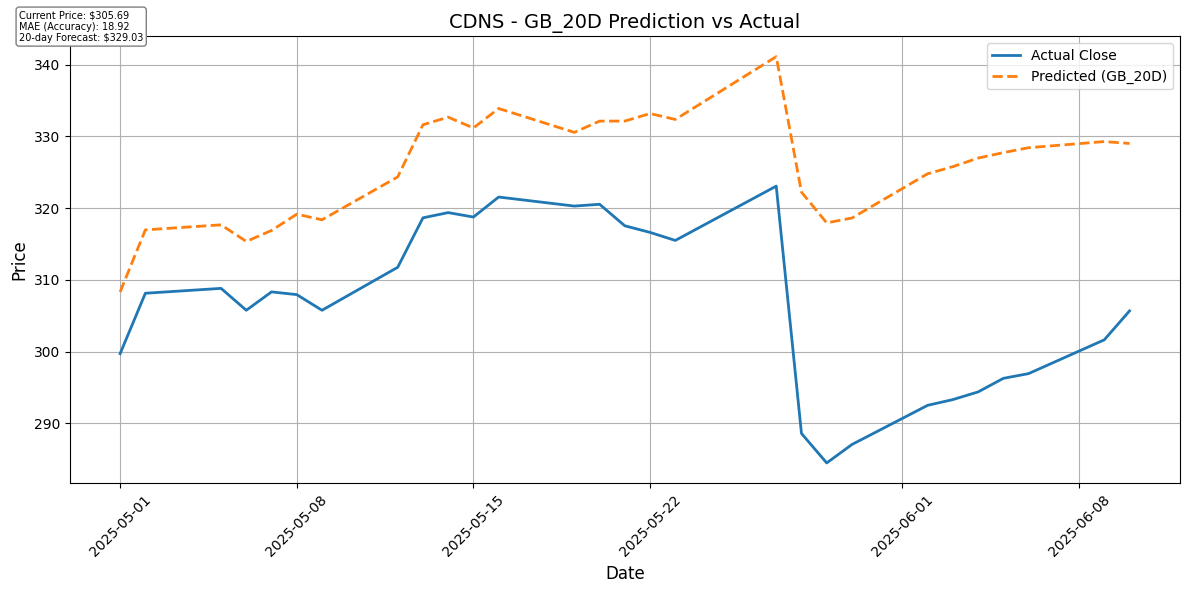 CDNS - GB_20D Prediction vs Actual
Current Price: $305.69
MAE (Accuracy): 18.92
20-day Forecast: $329.03
Actual Close
Predicted (GB_20D)
Price
340
330
320
310
300
290
2025-05-01
2025-05-08
2025-05-15
2025-05-22
2025-06-01
2025-06-08
Date